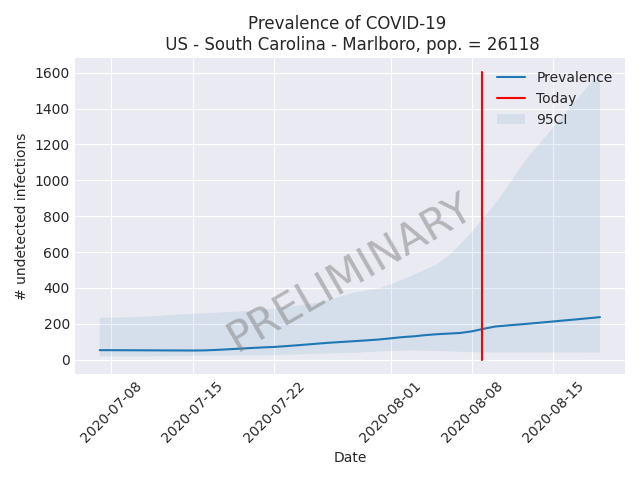 Prevalence of COVID-19
US - South Carolina - Marlboro, pop. = 26118
1600
1400
1200
1000
800
600
400
200
0
# undetected infections
Prevalence
Today
95CI
PRELIMINARY
2020-07-08
2020-07-15
2020-07-22
2020-08-01
2020-08-08
2020-08-15
Date